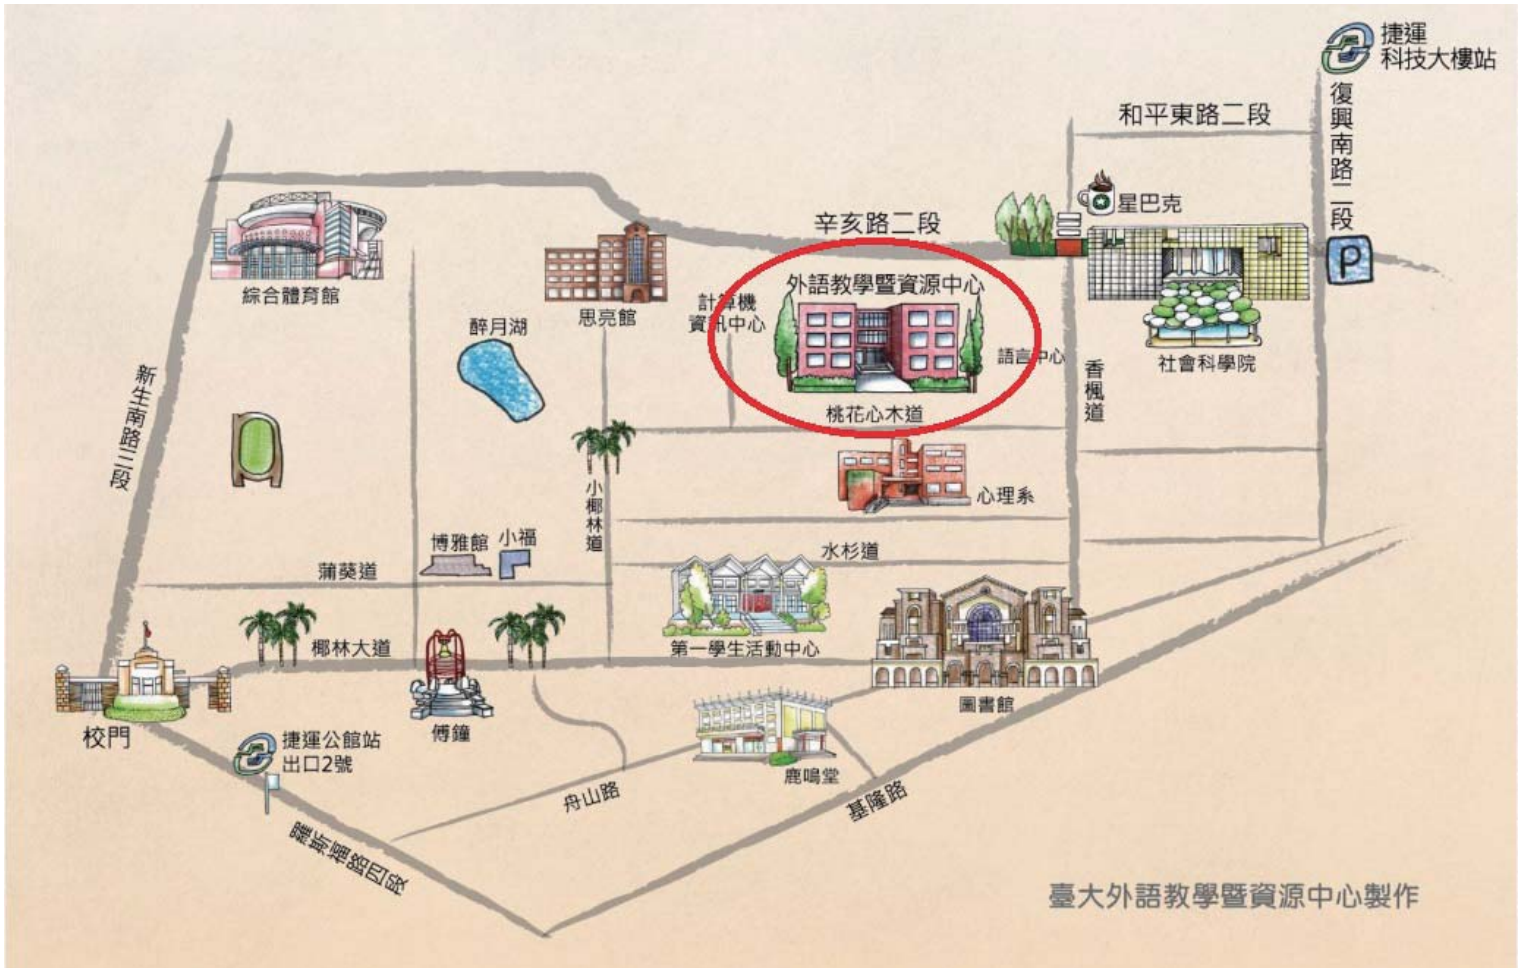 捷運
科技大樓站
和平東路二段
復興南路二段
星巴克
辛亥路二段
P
綜合體育館
思亮館
計算機
資訊中心
外語教學暨資源中心
醉月湖
語言中心
社會科學院
新生南路三段
桃花心木道
香楓道
小椰林道
心理系
博雅館
小福
水杉道
蒲葵道
椰林大道
第一學生活動中心
圖書館
校門
捷運公館站
出口2號
傅鐘
鹿鳴堂
舟山路
基隆路
羅斯福路四段
臺大外語教學暨資源中心製作